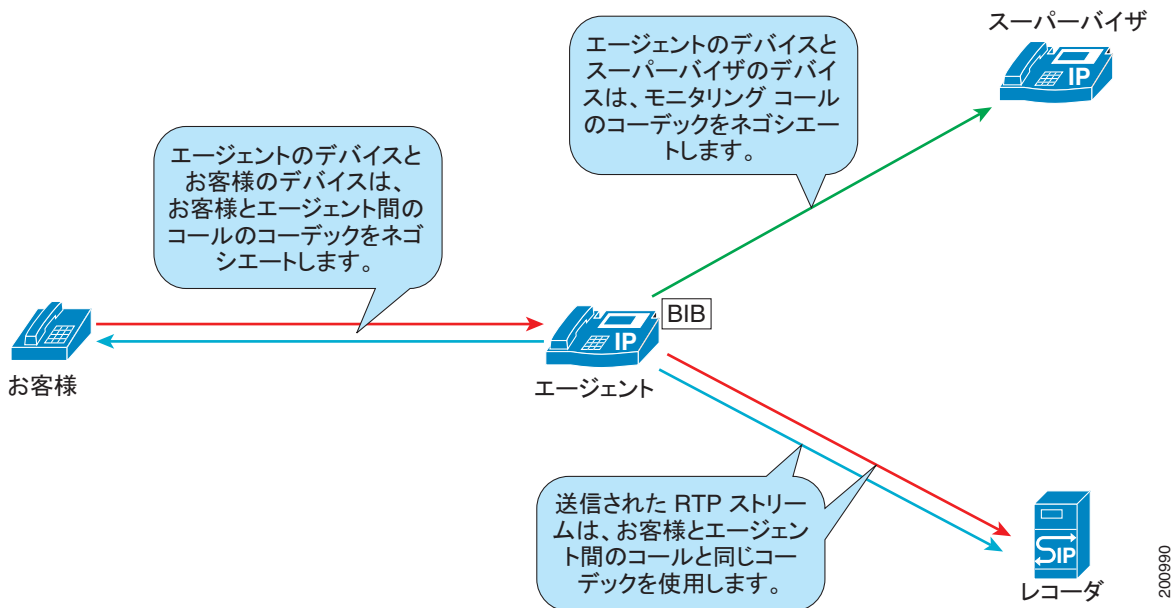 スーパーバイザ
IP
エージェントのデバイスと
スーパーバイザのデバイ
スは、モニタリング コール
のコーデックをネゴシエー
トします。
エージェントのデバイスと
お客様のデバイスは、
お客様とエージェント間の
コールのコーデックをネゴ
シエートします。
BIB
IP
お客様
エージェント
送信された RTP ストリー
ムは、お客様とエージェン
ト間のコールと同じコー
デックを使用します。
SIP
レコーダ
200990